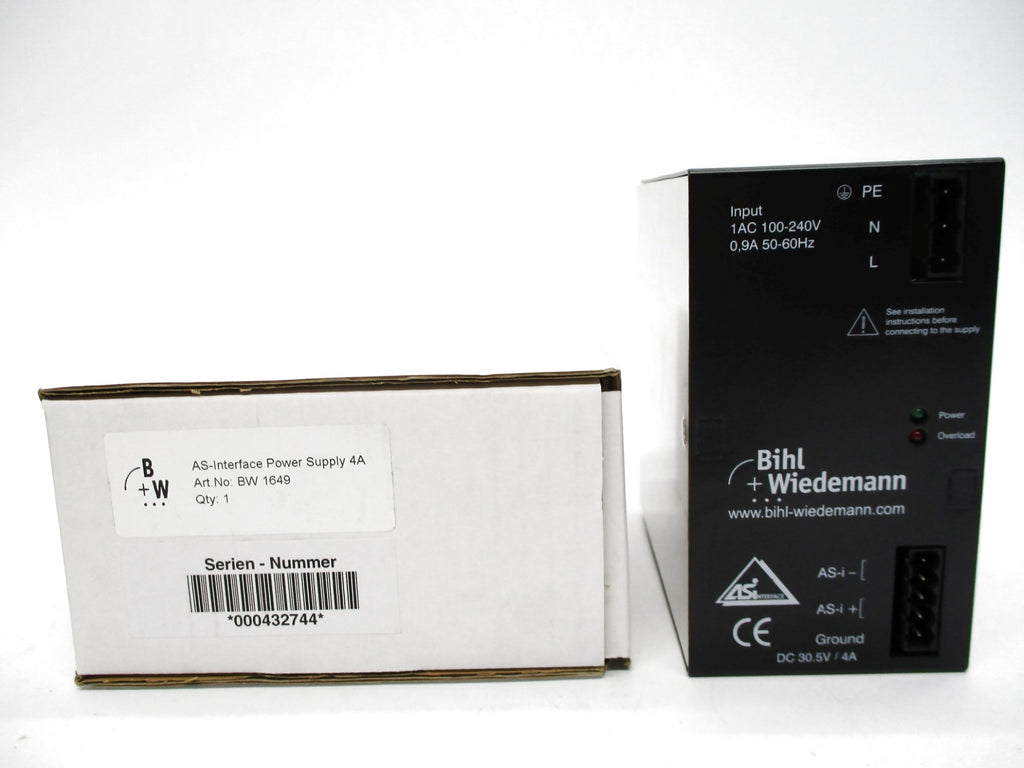 B
+W
AS-Interface Power Supply 4A
Art.No: BW 1649
Qty: 1
Serien - Nummer
*000432744*
PE
Input
1AC 100-240V
0,9A 50-60Hz
N
L
See installation
instructions before
connecting to the supply
Power
Overload
Bihl
+ Wiedemann
www.bihl-wiedemann.com
AS-i −
ASi INTERFACE
AS-i +
CE
Ground
DC 30.5V / 4A